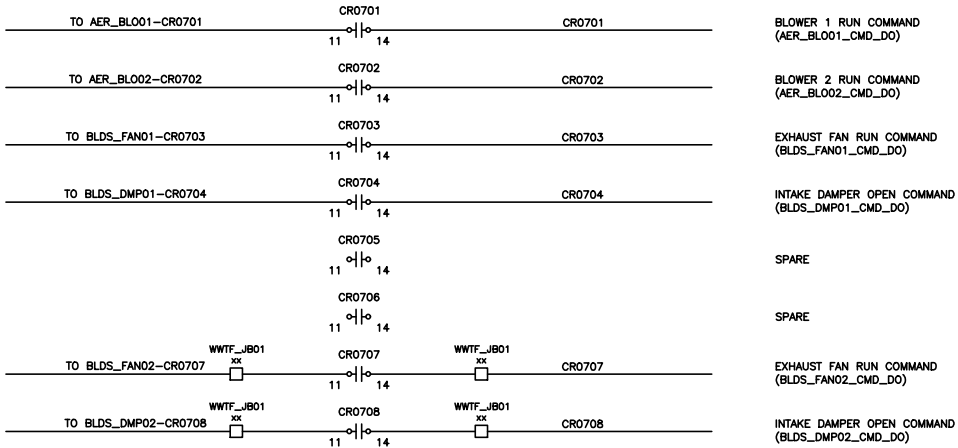 CR0701
TO AER_BLO01-CR0701 CR0701 BLOWER 1 RUN COMMAND
11 14 (AER_BLO01_CMD_DO)
CR0702
TO AER_BLO02-CR0702 CR0702 BLOWER 2 RUN COMMAND
11 14 (AER_BLO02_CMD_DO)
CR0703
TO BLDS_FAN01-CR0703 CR0703 EXHAUST FAN RUN COMMAND
11 14 (BLDS_FAN01_CMD_DO)
CR0704
TO BLDS_DMP01-CR0704 CR0704 INTAKE DAMPER OPEN COMMAND
11 14 (BLDS_DMP01_CMD_DO)
CR0705
11 14 SPARE
CR0706
11 14 SPARE
WWTF_JB01 CR0707 WWTF_JB01
xx xx
TO BLDS_FAN02-CR0707 CR0707 EXHAUST FAN RUN COMMAND
11 14 (BLDS_FAN02_CMD_DO)
WWTF_JB01 CR0708 WWTF_JB01
xx xx
TO BLDS_DMP02-CR0708 CR0708 INTAKE DAMPER OPEN COMMAND
11 14 (BLDS_DMP02_CMD_DO)